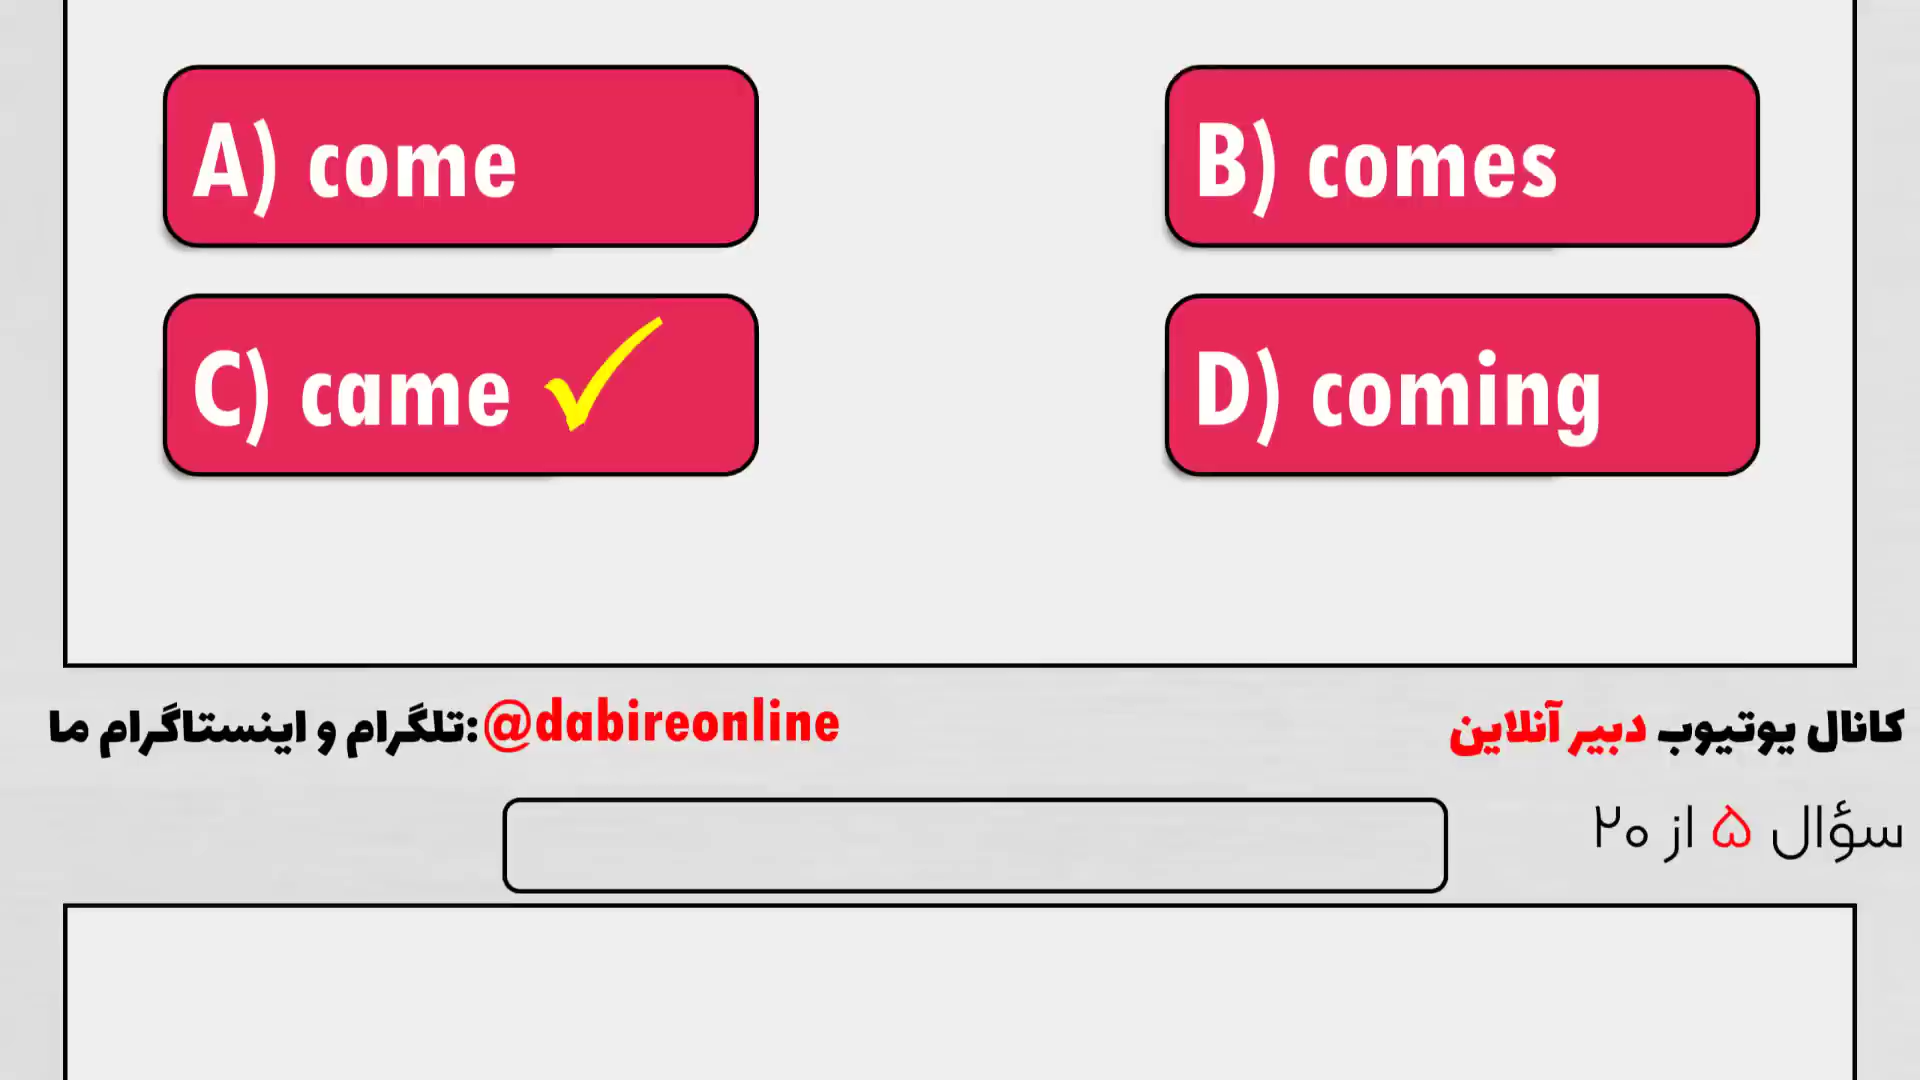 A) come
B) comes
C) came
D) coming
کانال یوتیوب دبیر آنلاین
تلگرام و اینستاگرام ما: @dabireonline
سؤال ۵ از ۲۰